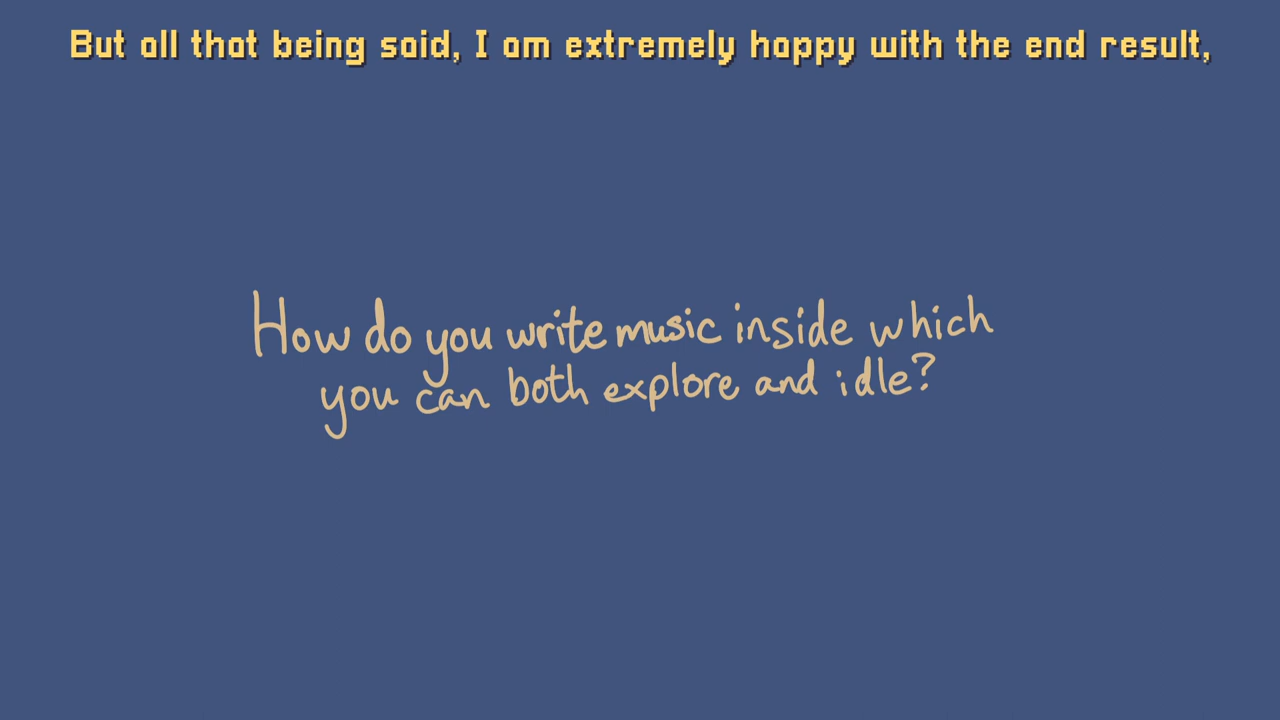 But all that being said, I am extremely happy with the end result,
How do you write music inside which
you can both explore and idle?